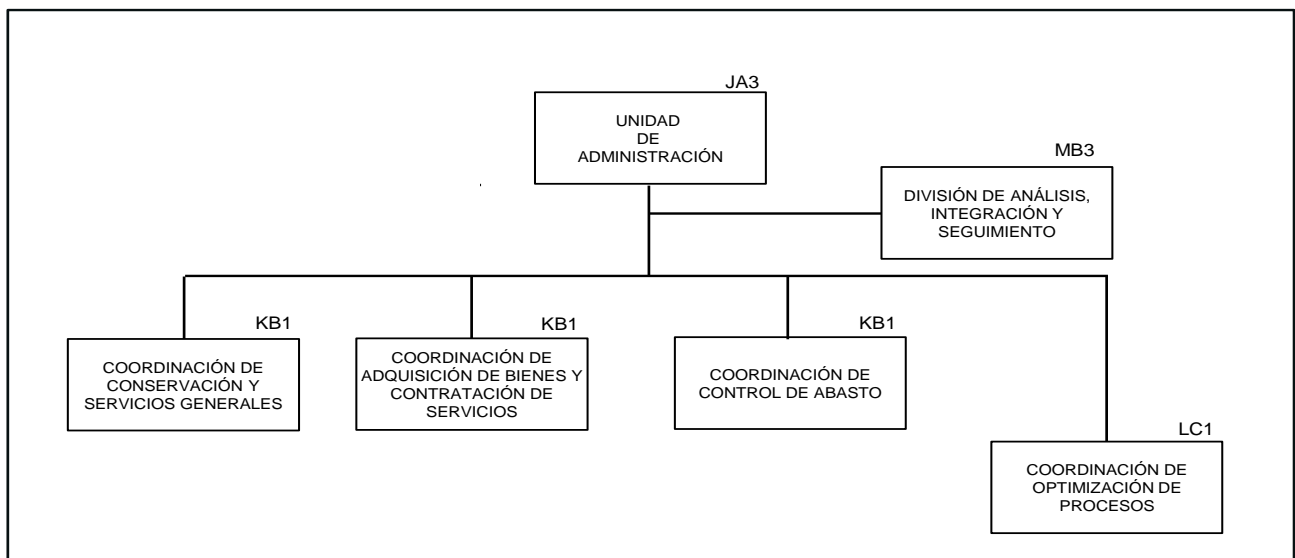 JA3
UNIDAD
DE
ADMINISTRACIÓN
MB3
DIVISIÓN DE ANÁLISIS,
INTEGRACIÓN Y
SEGUIMIENTO
KB1
COORDINACIÓN DE
CONSERVACIÓN Y
SERVICIOS GENERALES
KB1
COORDINACIÓN DE
ADQUISICIÓN DE BIENES Y
CONTRATACIÓN DE
SERVICIOS
KB1
COORDINACIÓN DE
CONTROL DE ABASTO
LC1
COORDINACIÓN DE
OPTIMIZACIÓN DE
PROCESOS